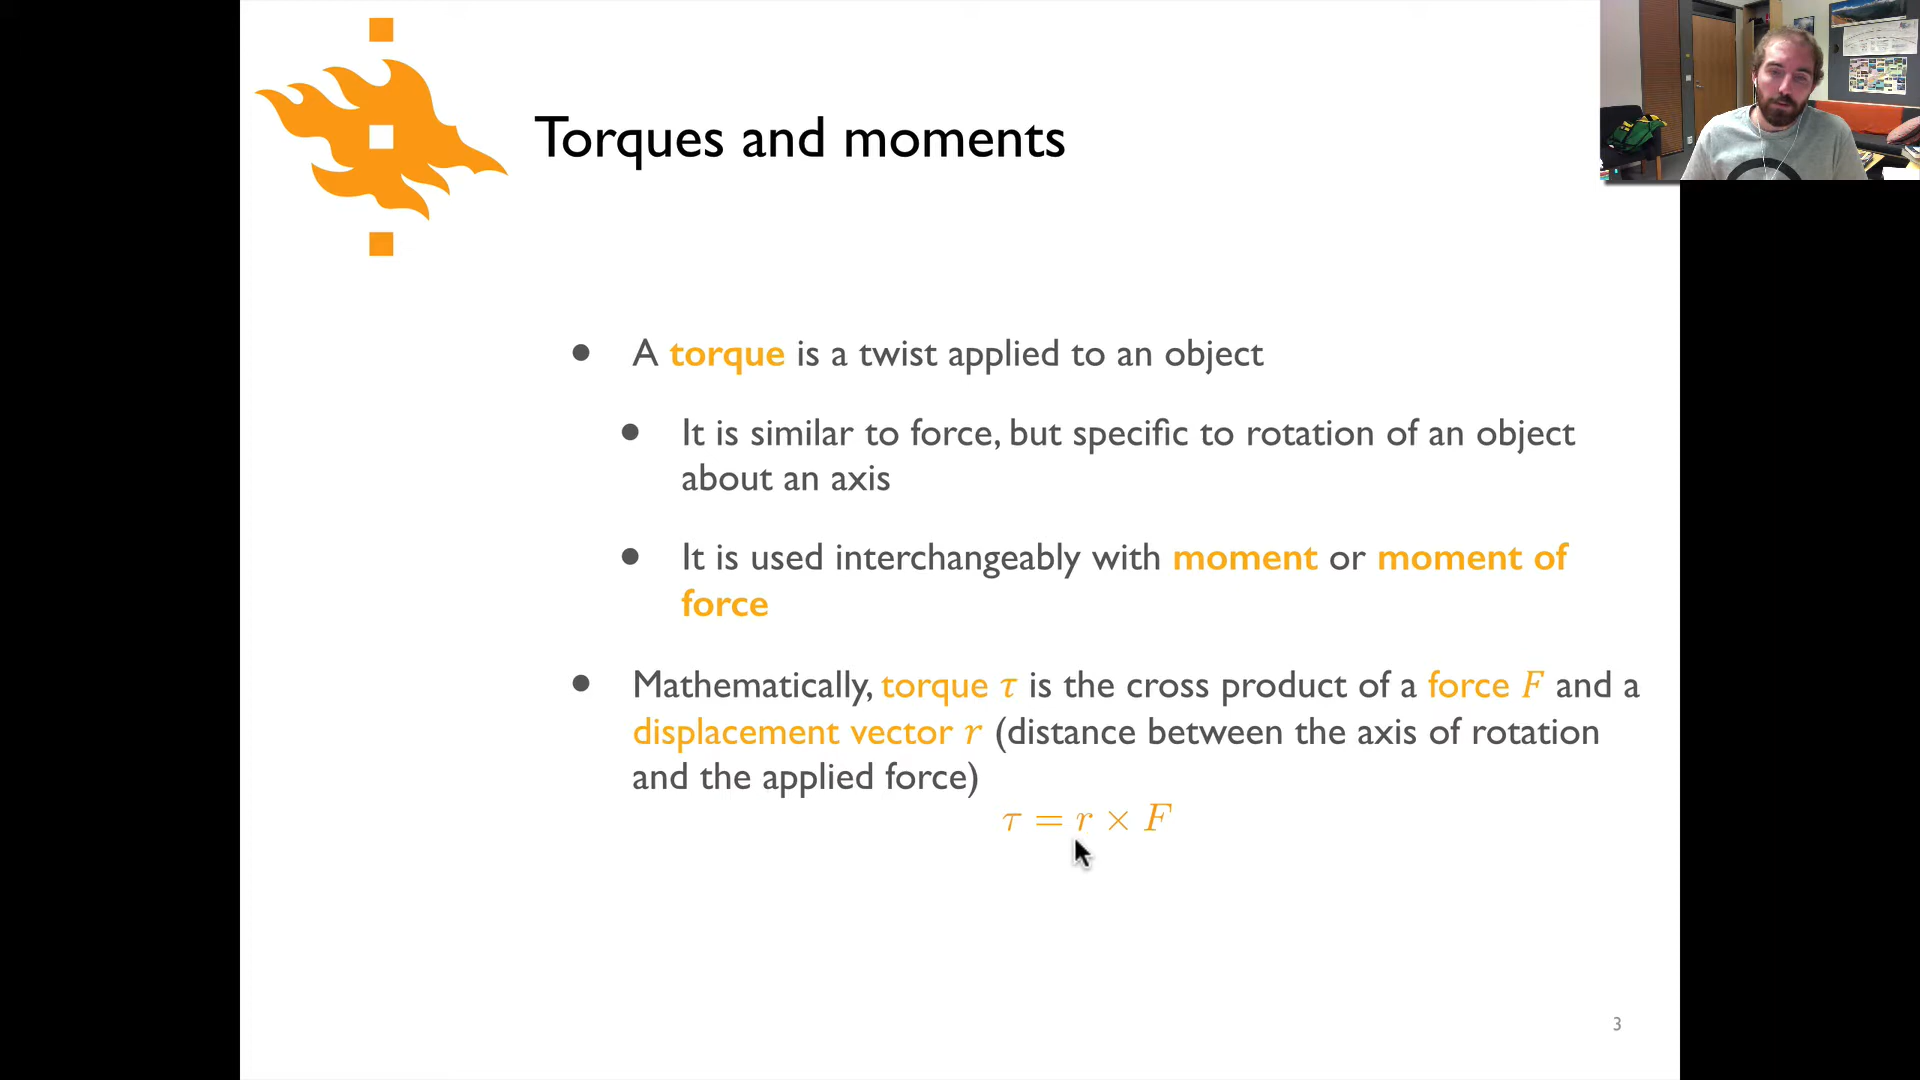 Torques and moments
● A torque is a twist applied to an object
● It is similar to force, but specific to rotation of an object
about an axis
● It is used interchangeably with moment or moment of
force
● Mathematically, torque τ is the cross product of a force F and a
displacement vector r (distance between the axis of rotation
and the applied force)
τ = r × F
3